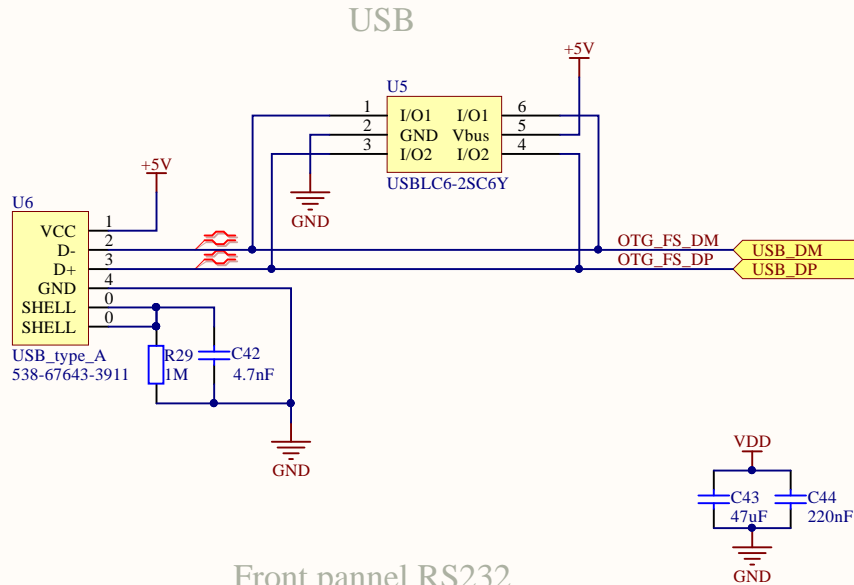 USB
+5V
U5
1 I/O1 I/O1 6
2 GND Vbus 5
3 I/O2 I/O2 4
USBLC6-2SC6Y
GND
+5V
U6
VCC 1
D- 2
D+ 3
GND 4
SHELL 0
SHELL 0
USB_type_A
538-67643-3911
R29
1M
C42
4.7nF
GND
OTG_FS_DM USB_DM
OTG_FS_DP USB_DP
VDD
C43 C44
47uF 220nF
GND
Front pannel RS232